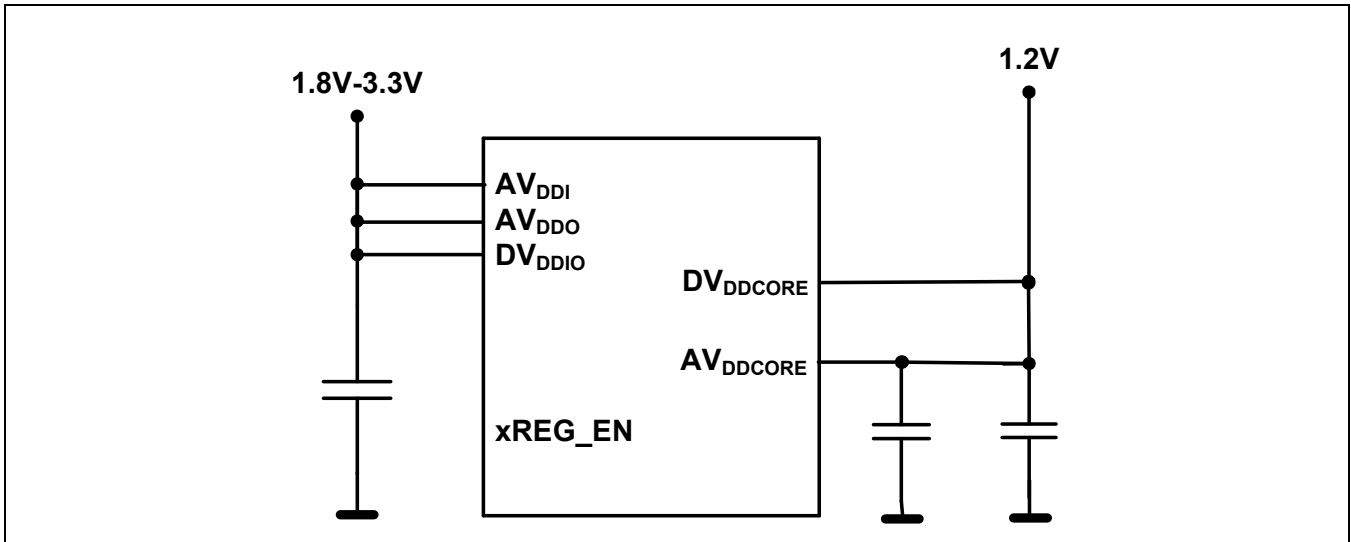 1.2V
1.8V-3.3V
AVDDI
AVDDO
DVDDIO
DVDDCORE
AVDDCORE
xREG_EN